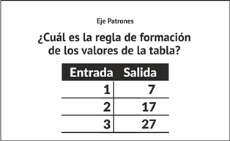 Eje Patrones
¿Cuál es la regla de formación
de los valores de la tabla?
Entrada Salida
1 7
2 17
3 27